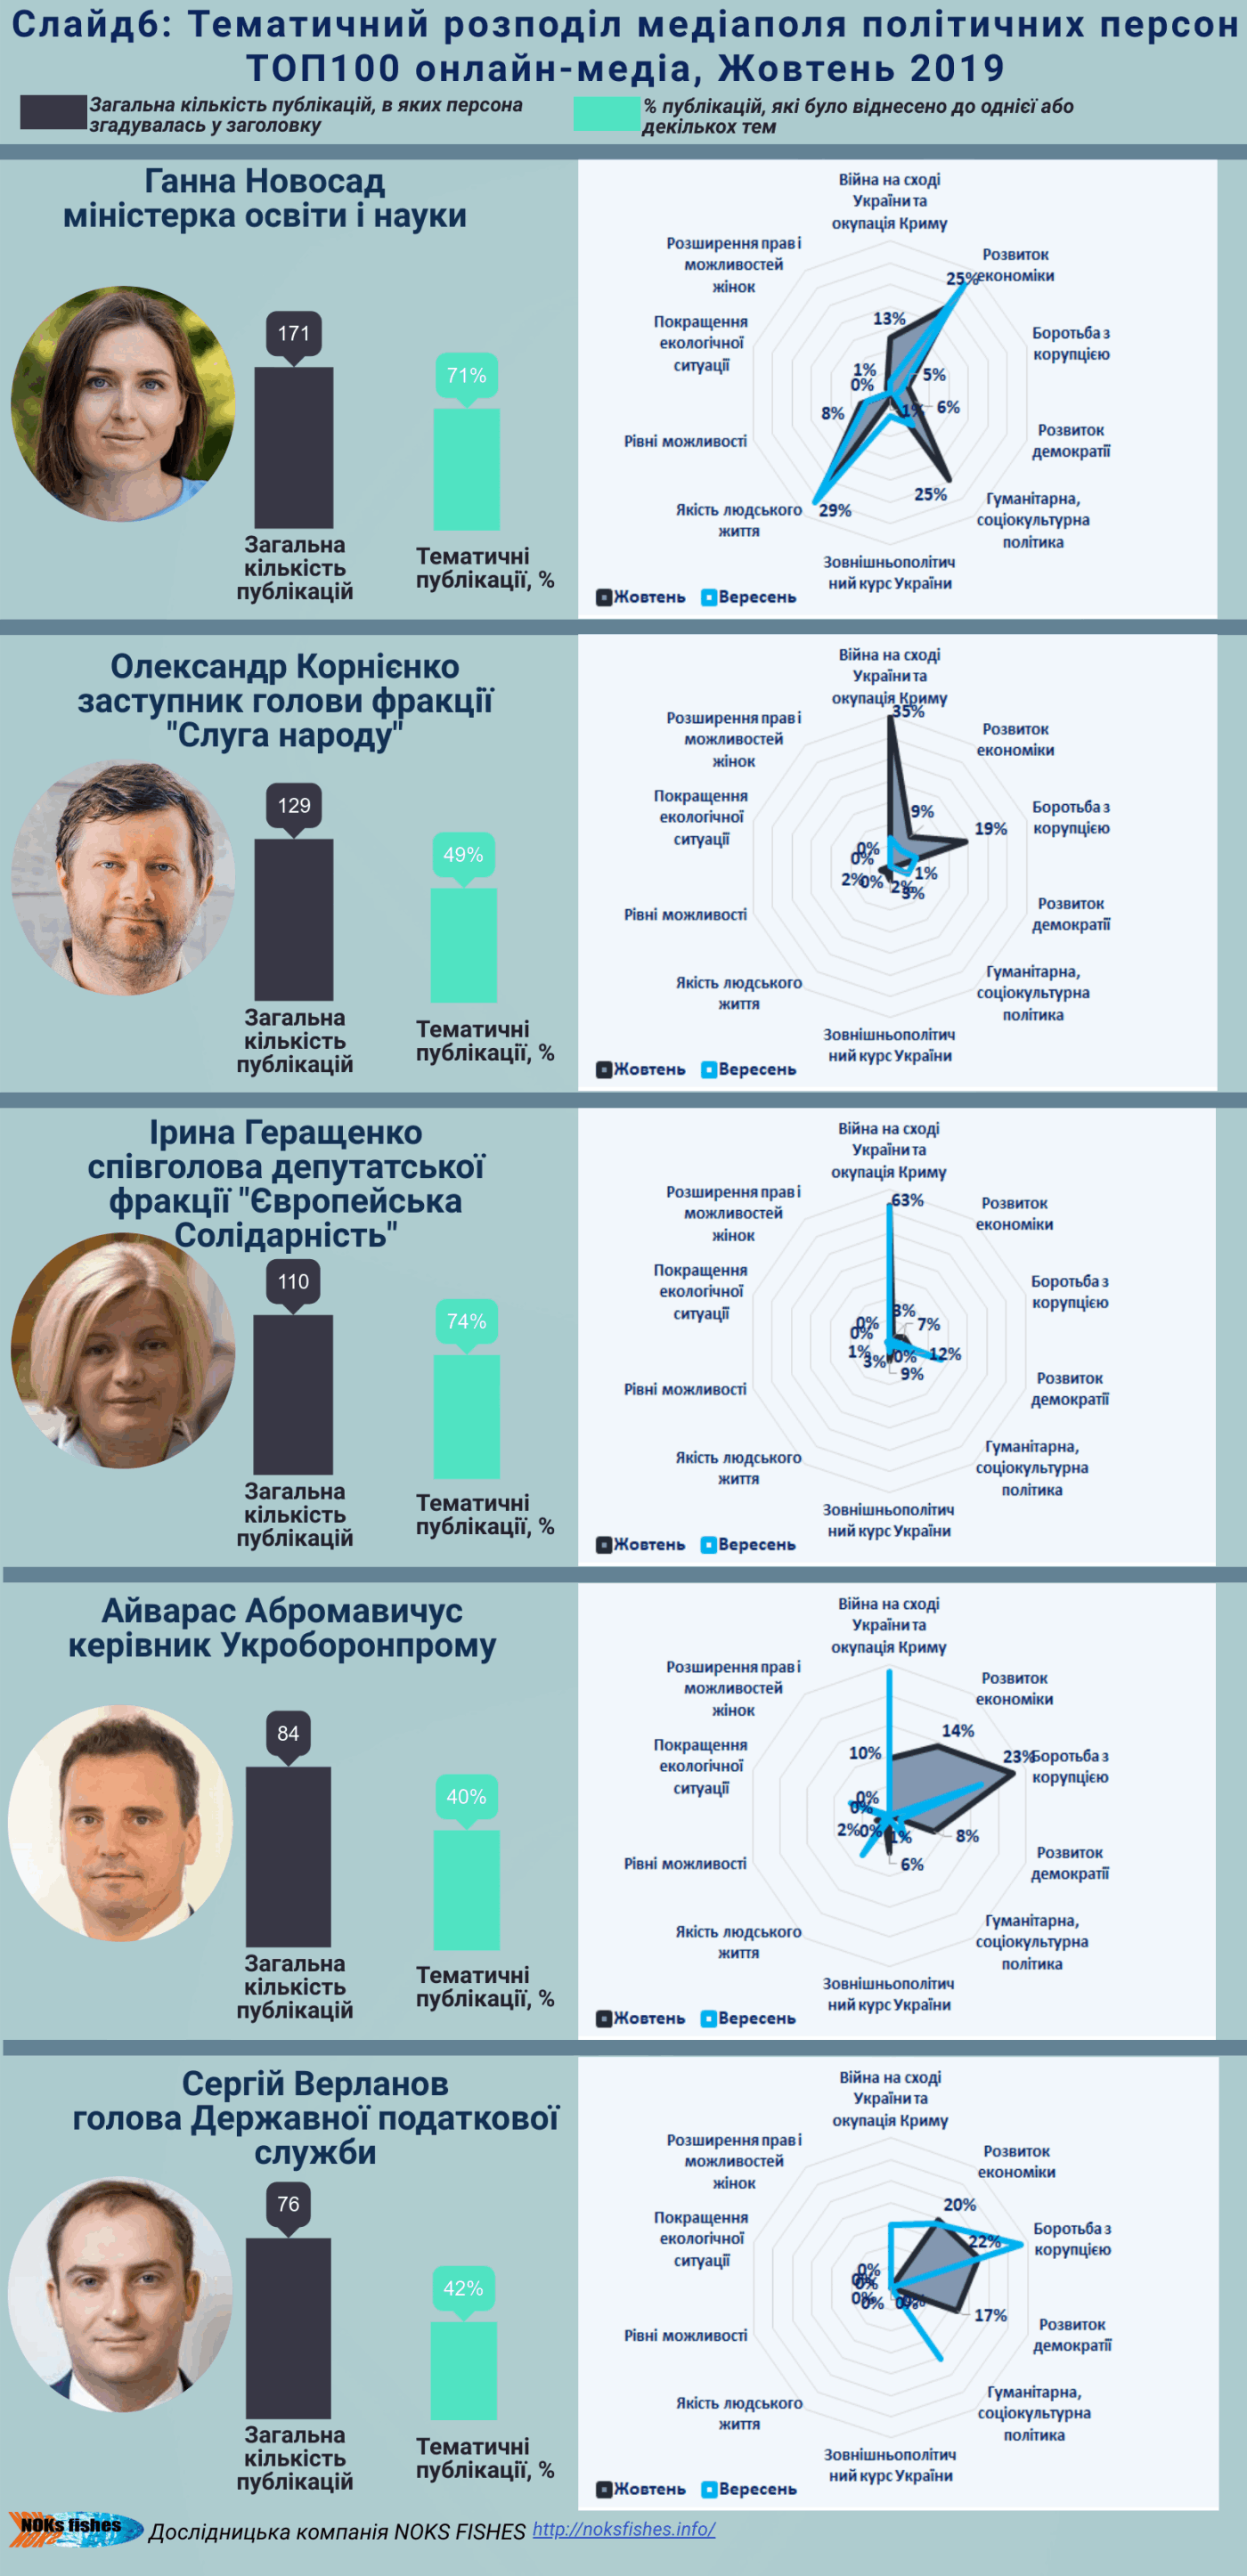 Слайд6: Тематичний розподіл медіаполя політичних персон
ТОП100 онлайн-медіа, Жовтень 2019
Загальна кількість публікацій, в яких персона
згадувалась у заголовку
% публікацій, які було віднесено до однієї або
декількох тем
Ганна Новосад
міністерка освіти і науки
171
71%
Загальна
кількість
публікацій
Тематичні
публікації, %
Війна на сході
України та
окупація Криму
Розширення прав і
можливостей
жінок
Розвиток
економіки
25%
Покращення
екологічної
ситуації
13%
Боротьба з
корупцією
1%
0%
5%
8%
1%
6%
Рівні можливості
Розвиток
демократії
25%
Якість людського
життя
29%
Гуманітарна,
соціокультурна
політика
Зовнішньополітич
ний курс України
Жовтень
Вересень
Олександр Корнієнко
заступник голови фракції
"Слуга народу"
129
49%
Загальна
кількість
публікацій
Тематичні
публікації, %
Війна на сході
України та
окупація Криму
35%
Розширення прав і
можливостей
жінок
Розвиток
економіки
Покращення
екологічної
ситуації
9%
19%
Боротьба з
корупцією
0%
0%
2%
0%
2%
3%
1%
Рівні можливості
Розвиток
демократії
Якість людського
життя
Гуманітарна,
соціокультурна
політика
Зовнішньополітич
ний курс України
Жовтень
Вересень
Ірина Геращенко
співголова депутатської
фракції "Європейська
Солідарність"
110
74%
Загальна
кількість
публікацій
Тематичні
публікації, %
Війна на сході
України та
окупація Криму
63%
Розширення прав і
можливостей
жінок
Розвиток
економіки
Покращення
екологічної
ситуації
Боротьба з
корупцією
3%
7%
0%
0%
1%
3%
0%
12%
9%
Рівні можливості
Розвиток
демократії
Якість людського
життя
Гуманітарна,
соціокультурна
політика
Зовнішньополітич
ний курс України
Жовтень
Вересень
Айварас Абромавичус
керівник Укроборонпрому
84
40%
Загальна
кількість
публікацій
Тематичні
публікації, %
Війна на сході
України та
окупація Криму
Розширення прав і
можливостей
жінок
Розвиток
економіки
14%
Покращення
екологічної
ситуації
10%
23%
Боротьба з
корупцією
0%
0%
2%
0%
1%
8%
6%
Рівні можливості
Розвиток
демократії
Якість людського
життя
Гуманітарна,
соціокультурна
політика
Зовнішньополітич
ний курс України
Жовтень
Вересень
Сергій Верланов
голова Державної податкової
служби
76
42%
Загальна
кількість
публікацій
Тематичні
публікації, %
Війна на сході
України та
окупація Криму
Розширення прав і
можливостей
жінок
Розвиток
економіки
20%
Покращення
екологічної
ситуації
22%
Боротьба з
корупцією
0%
0%
0%
0%
0%
17%
Рівні можливості
Розвиток
демократії
Якість людського
життя
Гуманітарна,
соціокультурна
політика
Зовнішньополітич
ний курс України
Жовтень
Вересень
NOKs fishes
Дослідницька компанія NOKS FISHES http://noksfishes.info/